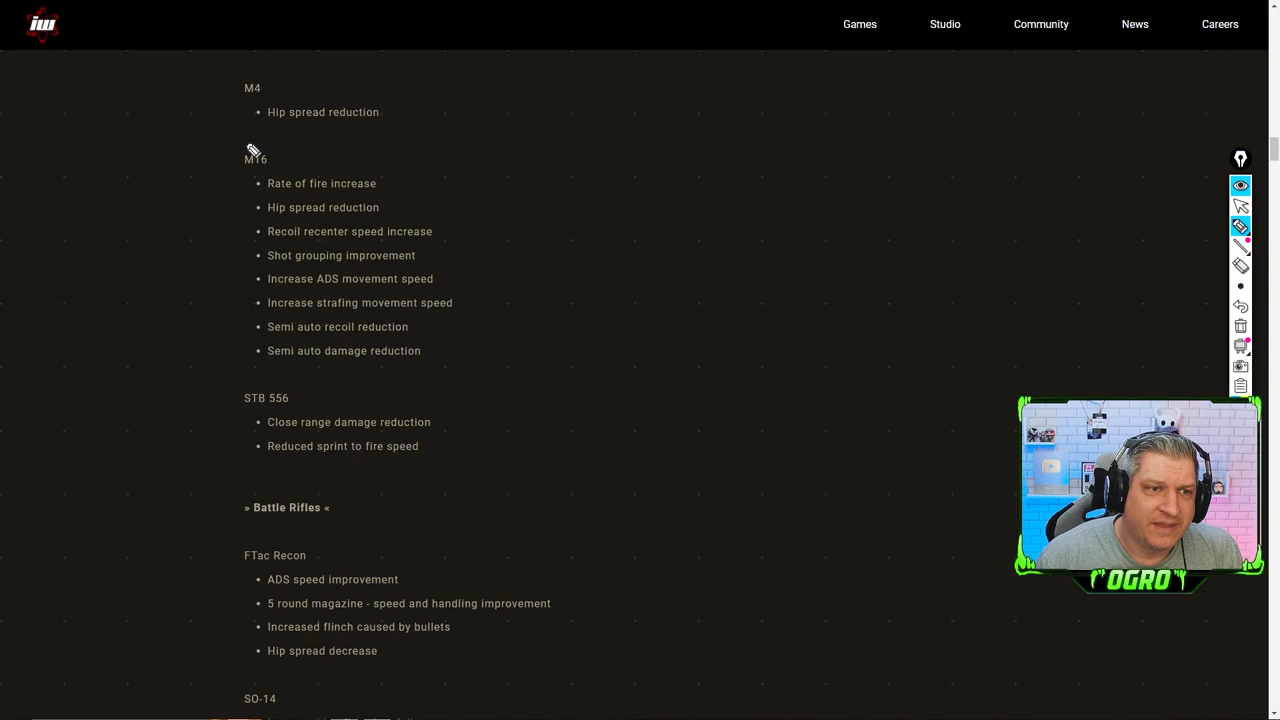 iw
Games
Studio
Community
News
Careers
M4
• Hip spread reduction
M16
• Rate of fire increase
• Hip spread reduction
• Recoil recenter speed increase
• Shot grouping improvement
• Increase ADS movement speed
• Increase strafing movement speed
• Semi auto recoil reduction
• Semi auto damage reduction
STB 556
• Close range damage reduction
• Reduced sprint to fire speed
» Battle Rifles «
FTac Recon
• ADS speed improvement
• 5 round magazine - speed and handling improvement
• Increased flinch caused by bullets
• Hip spread decrease
SO-14
OGRO